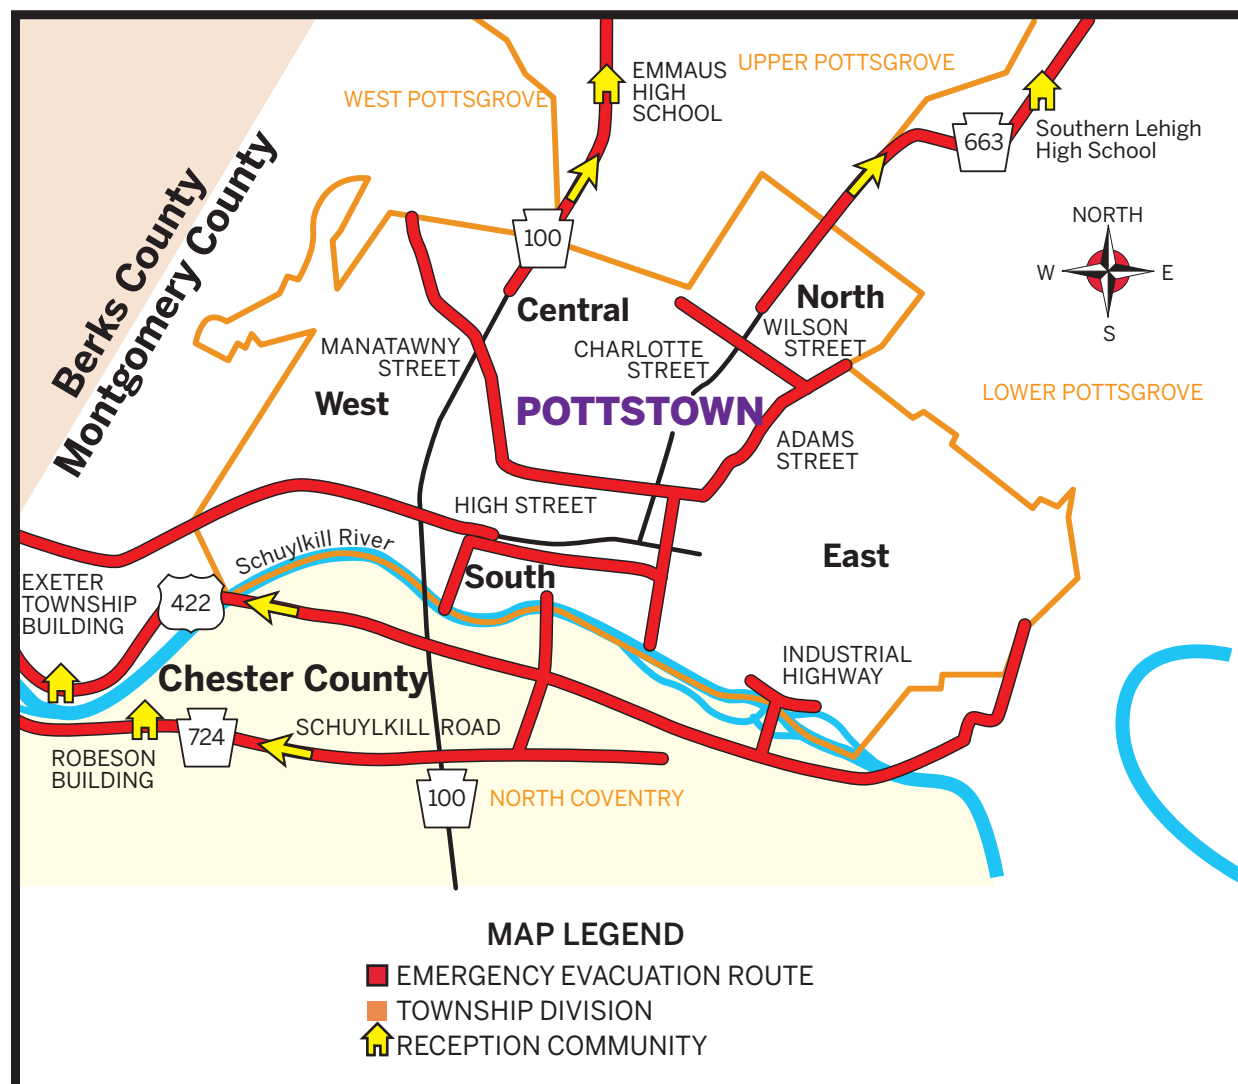 UPPER POTTSGROVE
EMMAUS
HIGH
SCHOOL
WEST POTTSGROVE
663
Southern Lehigh
High School
Berks County
Montgomery County
NORTH
W
E
S
100
Central
North
WILSON
STREET
MANATAWNY
STREET
CHARLOTTE
STREET
LOWER POTTSGROVE
West
POTTSTOWN
ADAMS
STREET
HIGH STREET
Schuylkill River
South
East
EXETER
TOWNSHIP
BUILDING
422
INDUSTRIAL
HIGHWAY
Chester County
724
SCHUYLKILL ROAD
ROBESON
BUILDING
100
NORTH COVENTRY
MAP LEGEND
EMERGENCY EVACUATION ROUTE
TOWNSHIP DIVISION
RECEPTION COMMUNITY